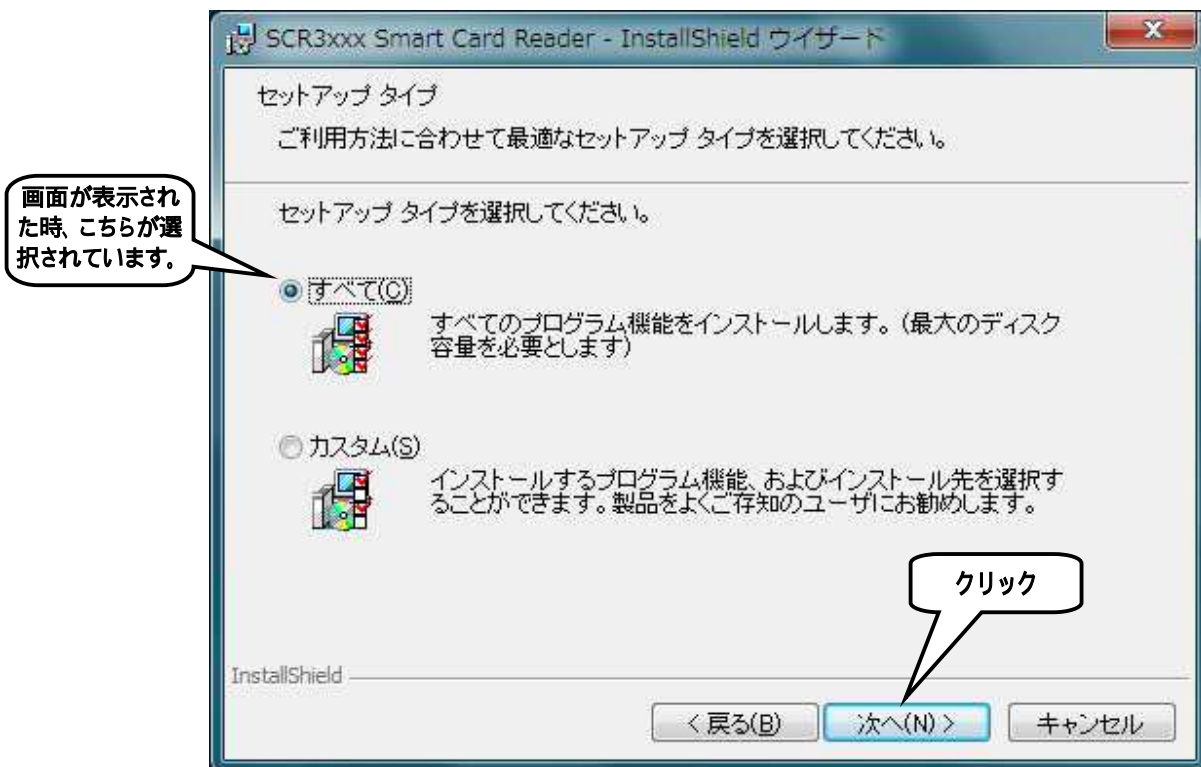 SCR3xxx Smart Card Reader - InstallShield ウィザード
セットアップ タイプ
ご利用方法に合わせて最適なセットアップ タイプを選択してください。
画面が表示され
た時、こちらが選
択されています。
セットアップ タイプを選択してください。
すべて(C)
すべてのプログラム機能をインストールします。(最大のディスク
容量を必要とします)
カスタム(S)
インストールするプログラム機能、およびインストール先を選択す
ることができます。製品をよくご存知のユーザにお勧めします。
クリック
InstallShield
< 戻る(B)
次へ(N) >
キャンセル